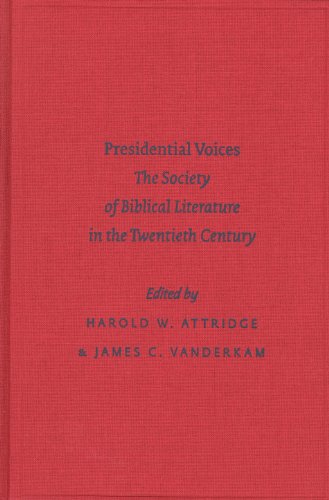 Presidential Voices
The Society
of Biblical Literature
in the Twentieth Century
Edited by
HAROLD W. ATTRIDGE
& JAMES C. VANDERKAM